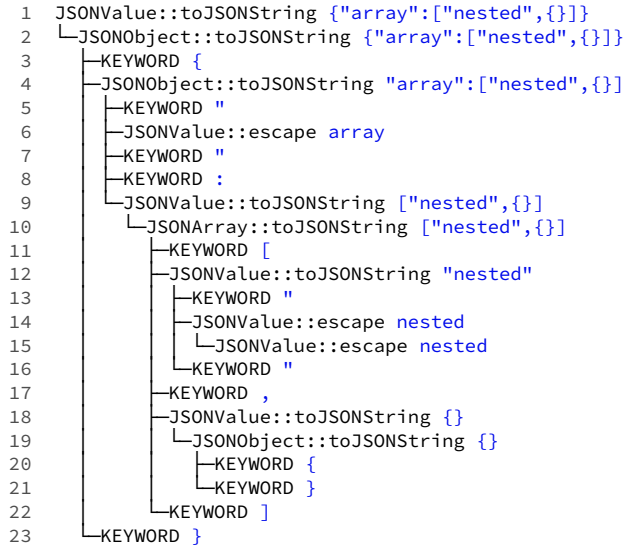 1 JSONValue::toJSONString {"array":["nested",{}]}
2 └─JSONObject::toJSONString {"array":["nested",{}]}
3   ├─KEYWORD {
4   ├─JSONObject::toJSONString "array":["nested",{}]
5   │ ├─KEYWORD "
6   │ ├─JSONValue::escape array
7   │ ├─KEYWORD "
8   │ ├─KEYWORD :
9   │ └─JSONValue::toJSONString ["nested",{}]
10   │   └─JSONArray::toJSONString ["nested",{}]
11   │     ├─KEYWORD [
12   │     ├─JSONValue::toJSONString "nested"
13   │     │ ├─KEYWORD "
14   │     │ ├─JSONValue::escape nested
15   │     │ │ └─JSONValue::escape nested
16   │     │ └─KEYWORD "
17   │     ├─KEYWORD ,
18   │     ├─JSONValue::toJSONString {}
19   │     │ └─JSONObject::toJSONString {}
20   │     │   ├─KEYWORD {
21   │     │   └─KEYWORD }
22   │     └─KEYWORD ]
23   └─KEYWORD }